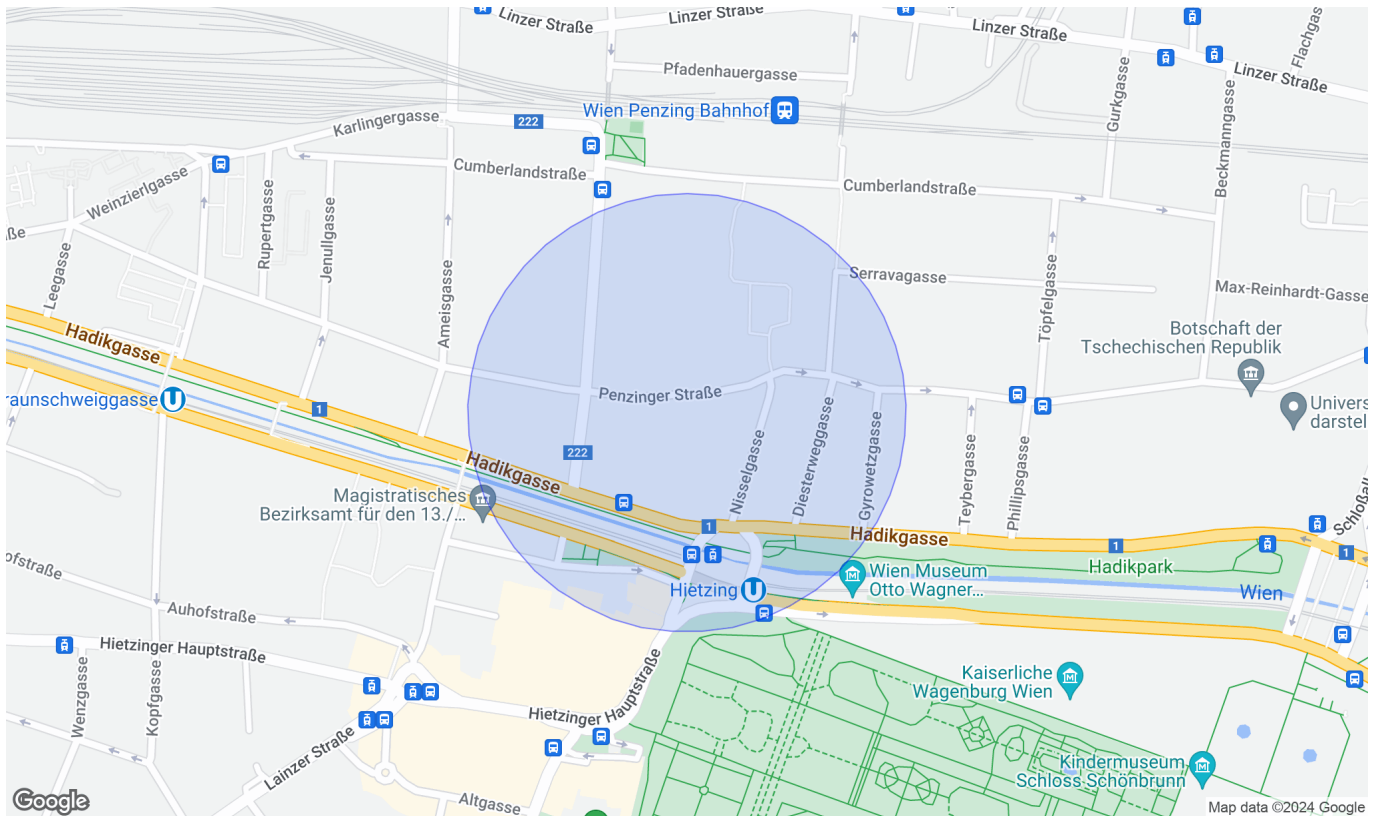 Linzer Straße
Linzer Straße
Linzer Straße
Linzer Straße
Flachgas
Pfadenhauergasse
Gurkgasse
Beckmanngasse
Wien Penzing Bahnhof
Karlingergasse
222
Cumberlandstraße
Cumberlandstraße
Weinzierlgasse
ße
Rupertgasse
Jenullgasse
Leegasse
Ameisgasse
Serravagasse
Töpfelgasse
Max-Reinhardt-Gasse
Hadikgasse
Botschaft der
Tschechischen Republik
raunschweiggasse
1
Penzinger Straße
Univers
darstel
222
Hadikgasse
Nisselgasse
Diesterweggasse
Gyrowetzgasse
Teybergasse
Phillipsgasse
Schloßall
Magistratisches
Bezirksamt für den 13./...
1
Hadikgasse
1
1
Hadikpark
Hietzing
Wien Museum
Otto Wagner...
Wien
ofstraße
Auhofstraße
Hietzinger Hauptstraße
Wenzgasse
Kopfgasse
Hietzinger Hauptstraße
Lainzer Straße
Altgasse
Kaiserliche
Wagenburg Wien
Kindermuseum
Schloss Schönbrunn
Google
Map data ©2024 Google